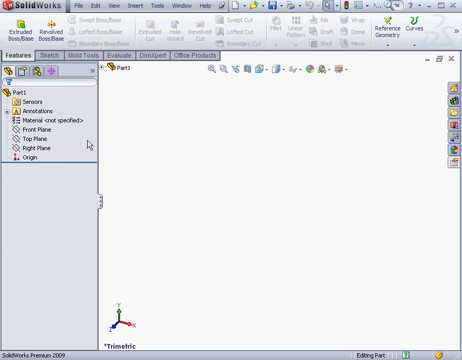 SolidWorks File Edit View Insert Tools Window Help
Extruded Boss/Base
Revolved Boss/Base
Swept Boss/Base
Lofted Boss/Base
Boundary Boss/Base
Extruded Cut
Hole Wizard
Revolved Cut
Swept Cut
Lofted Cut
Boundary Cut
Fillet
Linear Pattern
Rib
Draft
Shell
Wrap
Dome
Mirror
Reference Geometry
Curves
Features Sketch Mold Tools Evaluate DimXpert Office Products
Part1
Part1
Sensors
Annotations
Material <not specified>
Front Plane
Top Plane
Right Plane
Origin
Y
X
Z
*Trimetric
SolidWorks Premium 2009 Editing Part